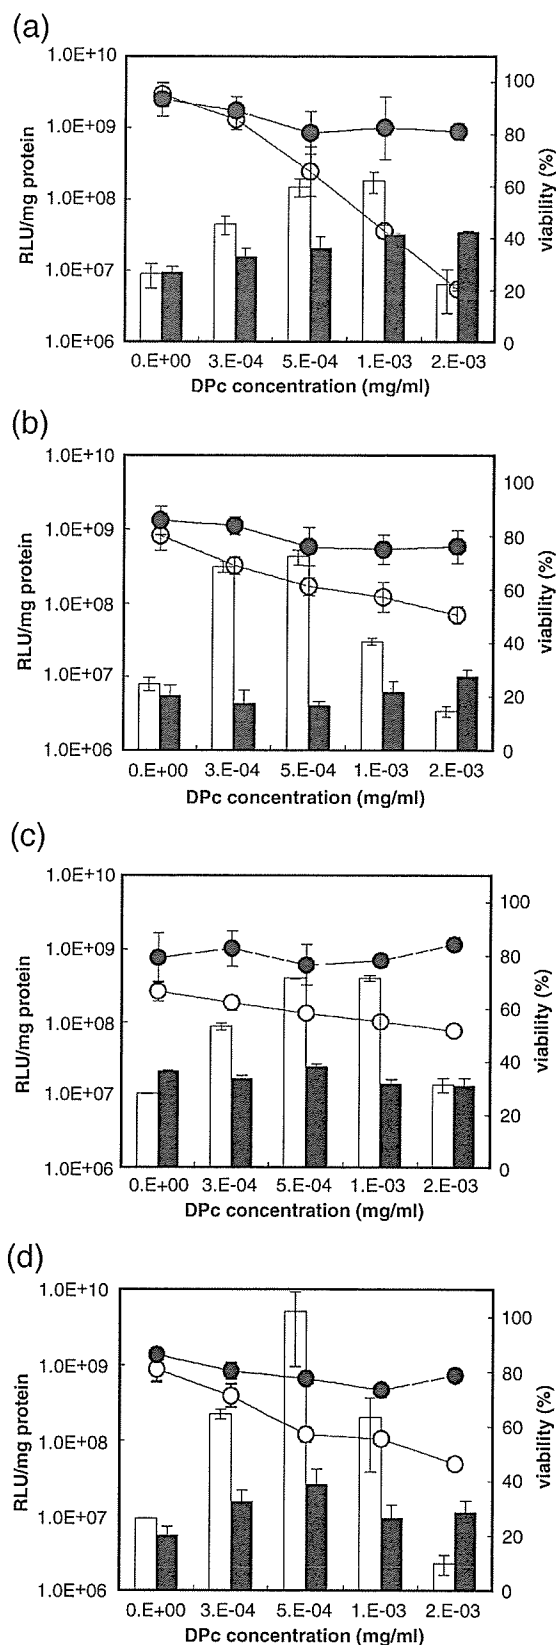 (a)
1.0E+10
1.0E+09
1.0E+08
1.0E+07
1.0E+06
RLU/mg protein
100
80
60
40
20
0
viability (%)
0.E+00 3.E-04 5.E-04 1.E-03 2.E-03
DPc concentration (mg/ml)
(b)
1.0E+10
1.0E+09
1.0E+08
1.0E+07
1.0E+06
RLU/mg protein
100
80
60
40
20
0
viability (%)
0.E+00 3.E-04 5.E-04 1.E-03 2.E-03
DPc concentration (mg/ml)
(c)
1.0E+10
1.0E+09
1.0E+08
1.0E+07
1.0E+06
RLU/mg protein
100
80
60
40
20
0
viability (%)
0.E+00 3.E-04 5.E-04 1.E-03 2.E-03
DPc concentration (mg/ml)
(d)
1.0E+10
1.0E+09
1.0E+08
1.0E+07
1.0E+06
RLU/mg protein
100
80
60
40
20
0
viability (%)
0.E+00 3.E-04 5.E-04 1.E-03 2.E-03
DPc concentration (mg/ml)